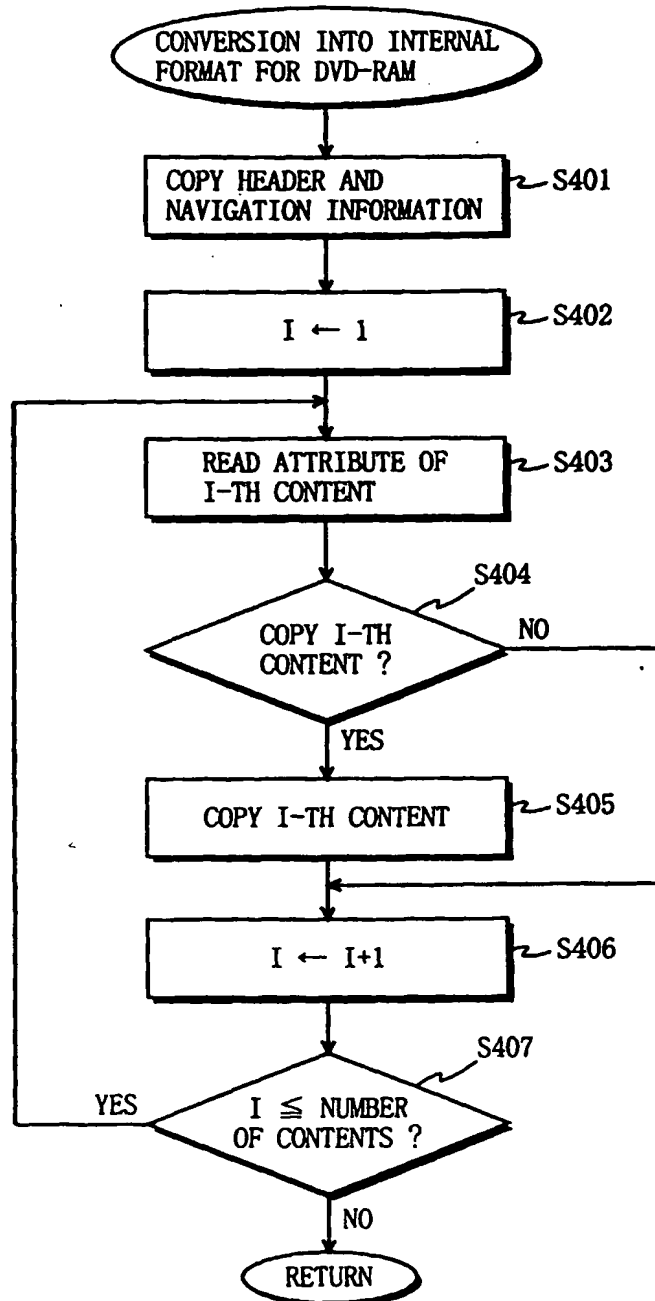 CONVERSION INTO INTERNAL
FORMAT FOR DVD-RAM
COPY HEADER AND
NAVIGATION INFORMATION
S401
I ← 1
S402
READ ATTRIBUTE OF
I-TH CONTENT
S403
S404
COPY I-TH
CONTENT ?
NO
YES
COPY I-TH CONTENT
S405
I ← I+1
S406
S407
YES
I ≦ NUMBER
OF CONTENTS ?
NO
RETURN